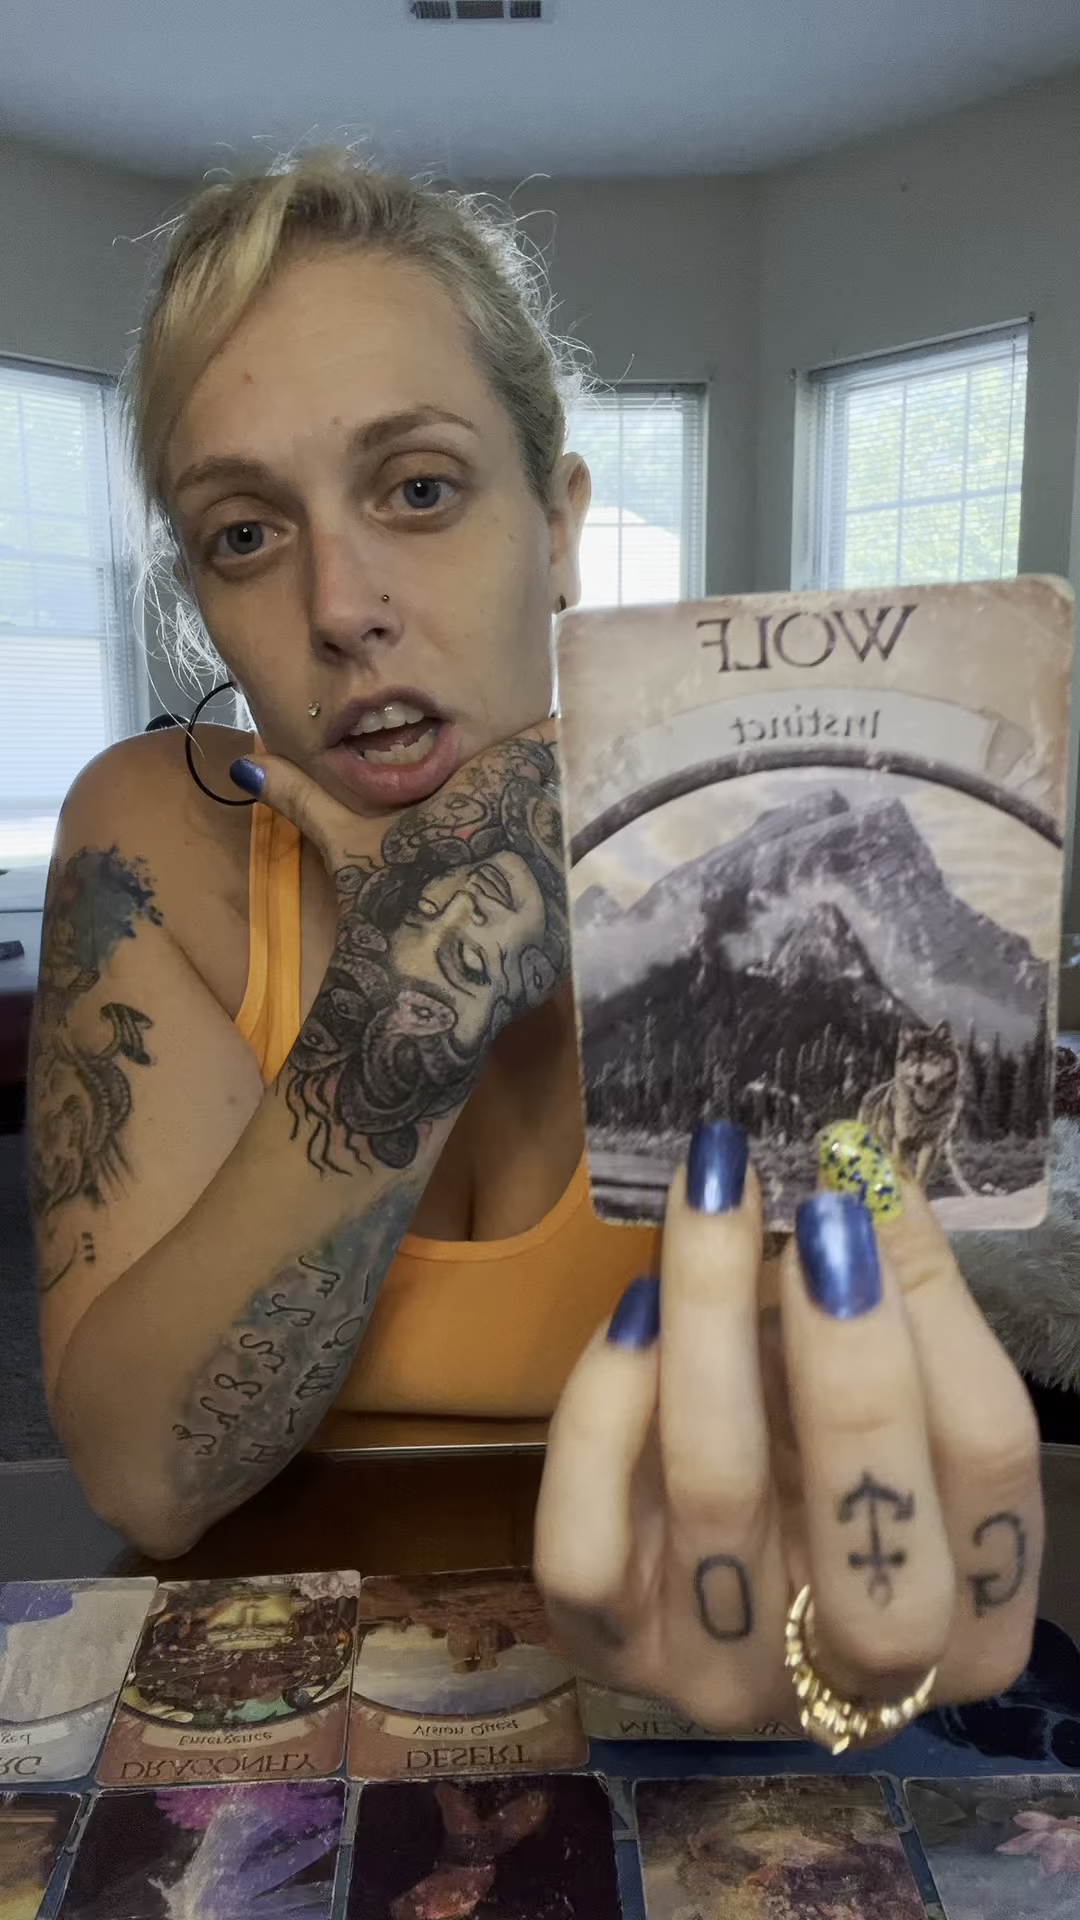 WOLF
Instinct
O
G
Emergence
DRAGONFLY
Vision Quest
DESERT